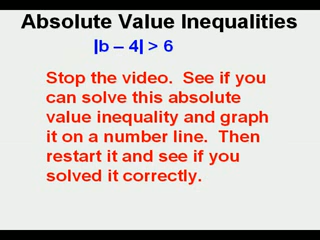 Absolute Value Inequalities
|b – 4| > 6
Stop the video.  See if you
can solve this absolute
value inequality and graph
it on a number line.  Then
restart it and see if you
solved it correctly.